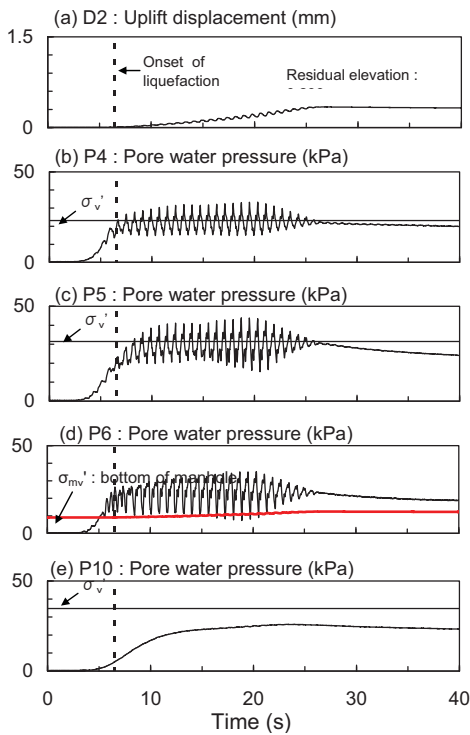 (a) D2 : Uplift displacement (mm)
1.5
Onset of
liquefaction
Residual elevation :
0
(b) P4 : Pore water pressure (kPa)
50
σv'
0
(c) P5 : Pore water pressure (kPa)
50
σv'
0
(d) P6 : Pore water pressure (kPa)
50
σmv' : bottom of manhole
0
(e) P10 : Pore water pressure (kPa)
50
σv'
0
0 10 20 30 40
Time (s)